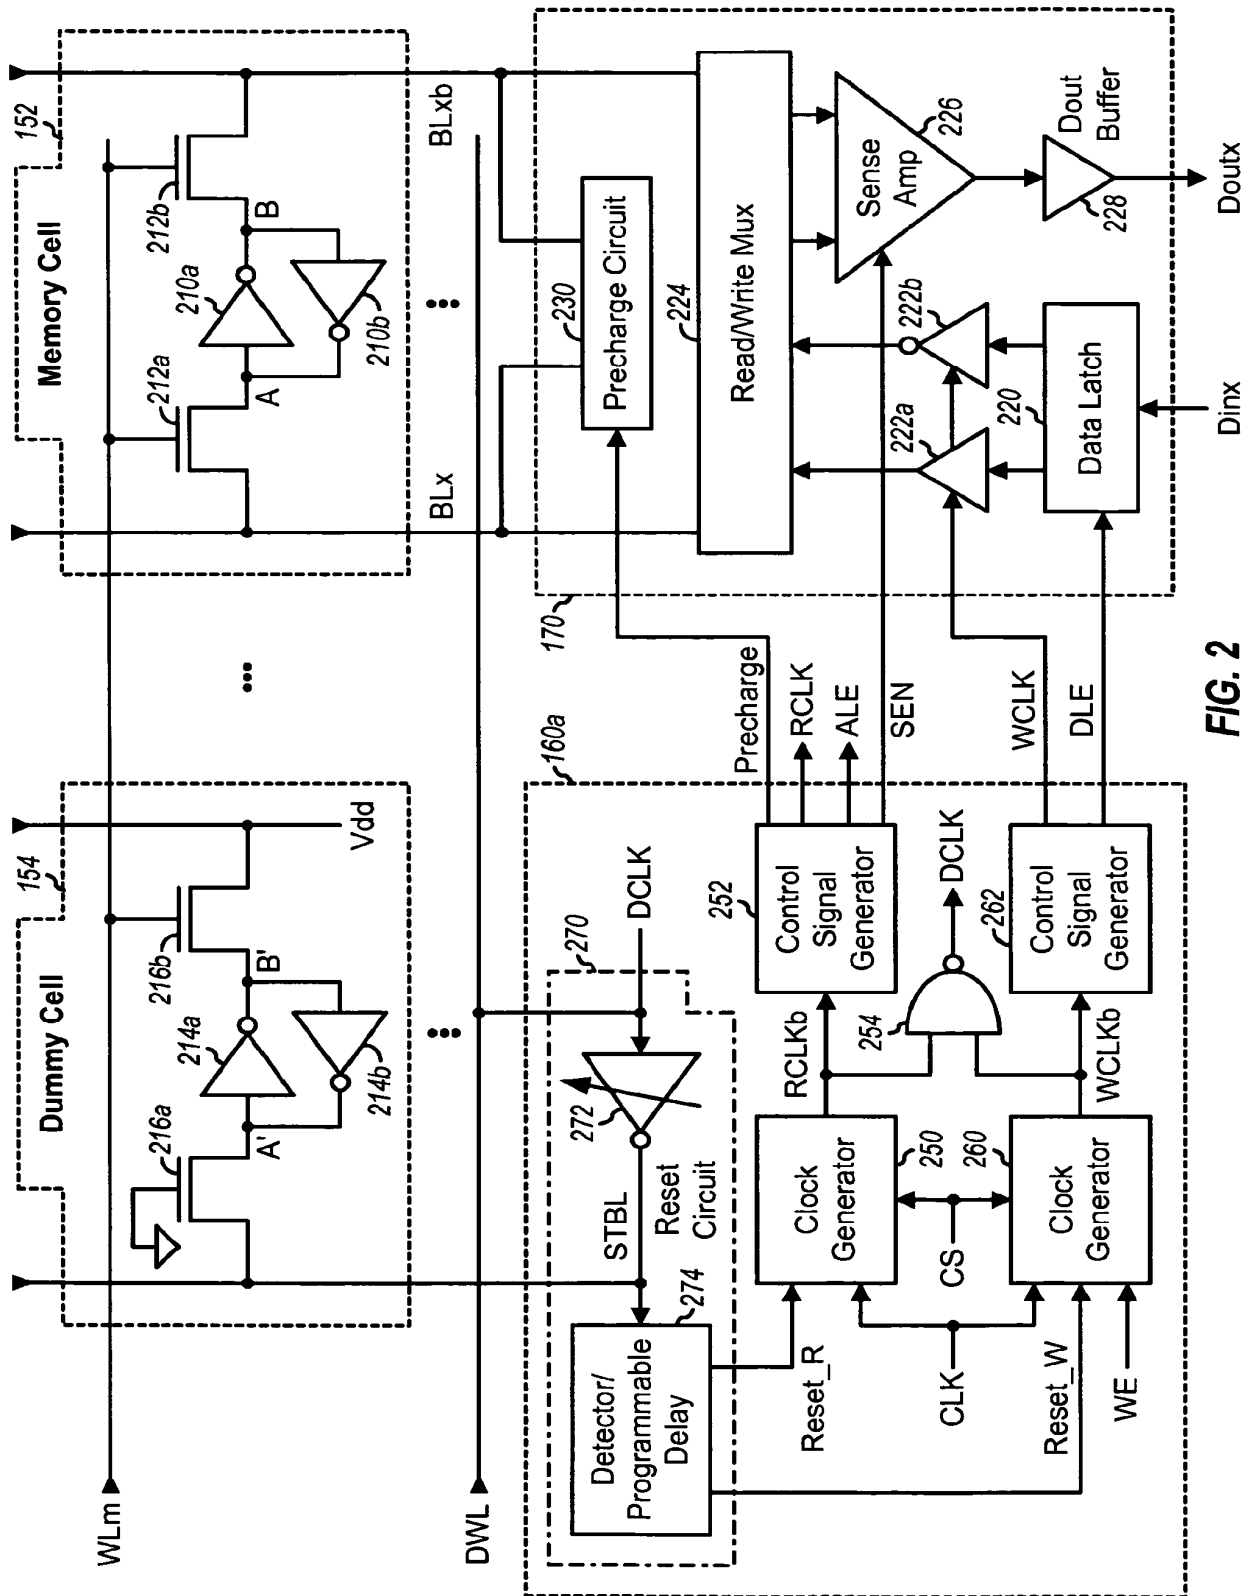 WLm
Dummy Cell
154
216a
A'
214a
214b
B'
216b
Vdd
...
Memory Cell
152
212a
A
210a
210b
B
212b
...
DWL
...
BLx
...
BLxb
160a
270
DCLK
272
STBL
Reset
Circuit
274
Detector/
Programmable
Delay
Reset_R
Reset_W
CLK
CS
WE
Clock
Generator
250
Clock
Generator
260
RCLKb
WCLKb
254
DCLK
252
Control
Signal
Generator
262
Control
Signal
Generator
Precharge
RCLK
ALE
SEN
WCLK
DLE
170
230
Precharge Circuit
224
Read/Write Mux
222a
222b
Sense
Amp
226
220
Data Latch
Dout
Buffer
228
Dinx
Doutx
FIG. 2